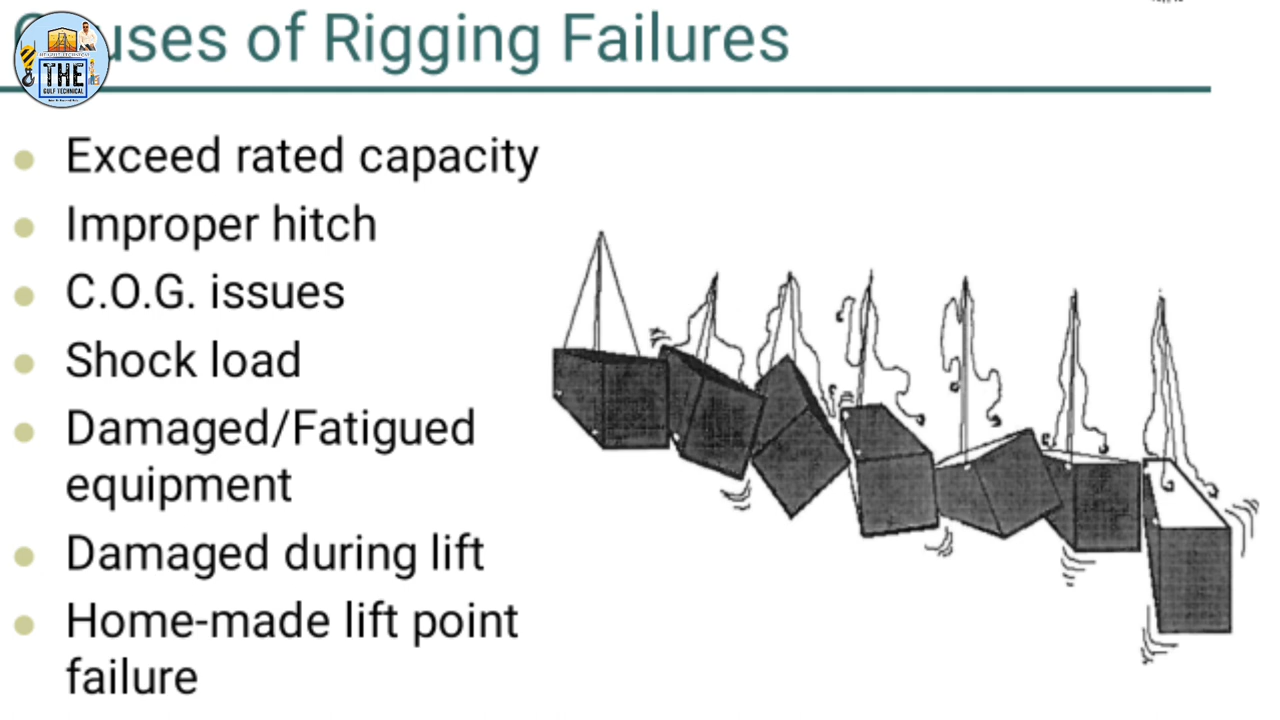 uses of Rigging Failures
THE
GULF TECHNICAL
Exceed rated capacity
Improper hitch
C.O.G. issues
Shock load
Damaged/Fatigued
equipment
Damaged during lift
Home-made lift point
failure